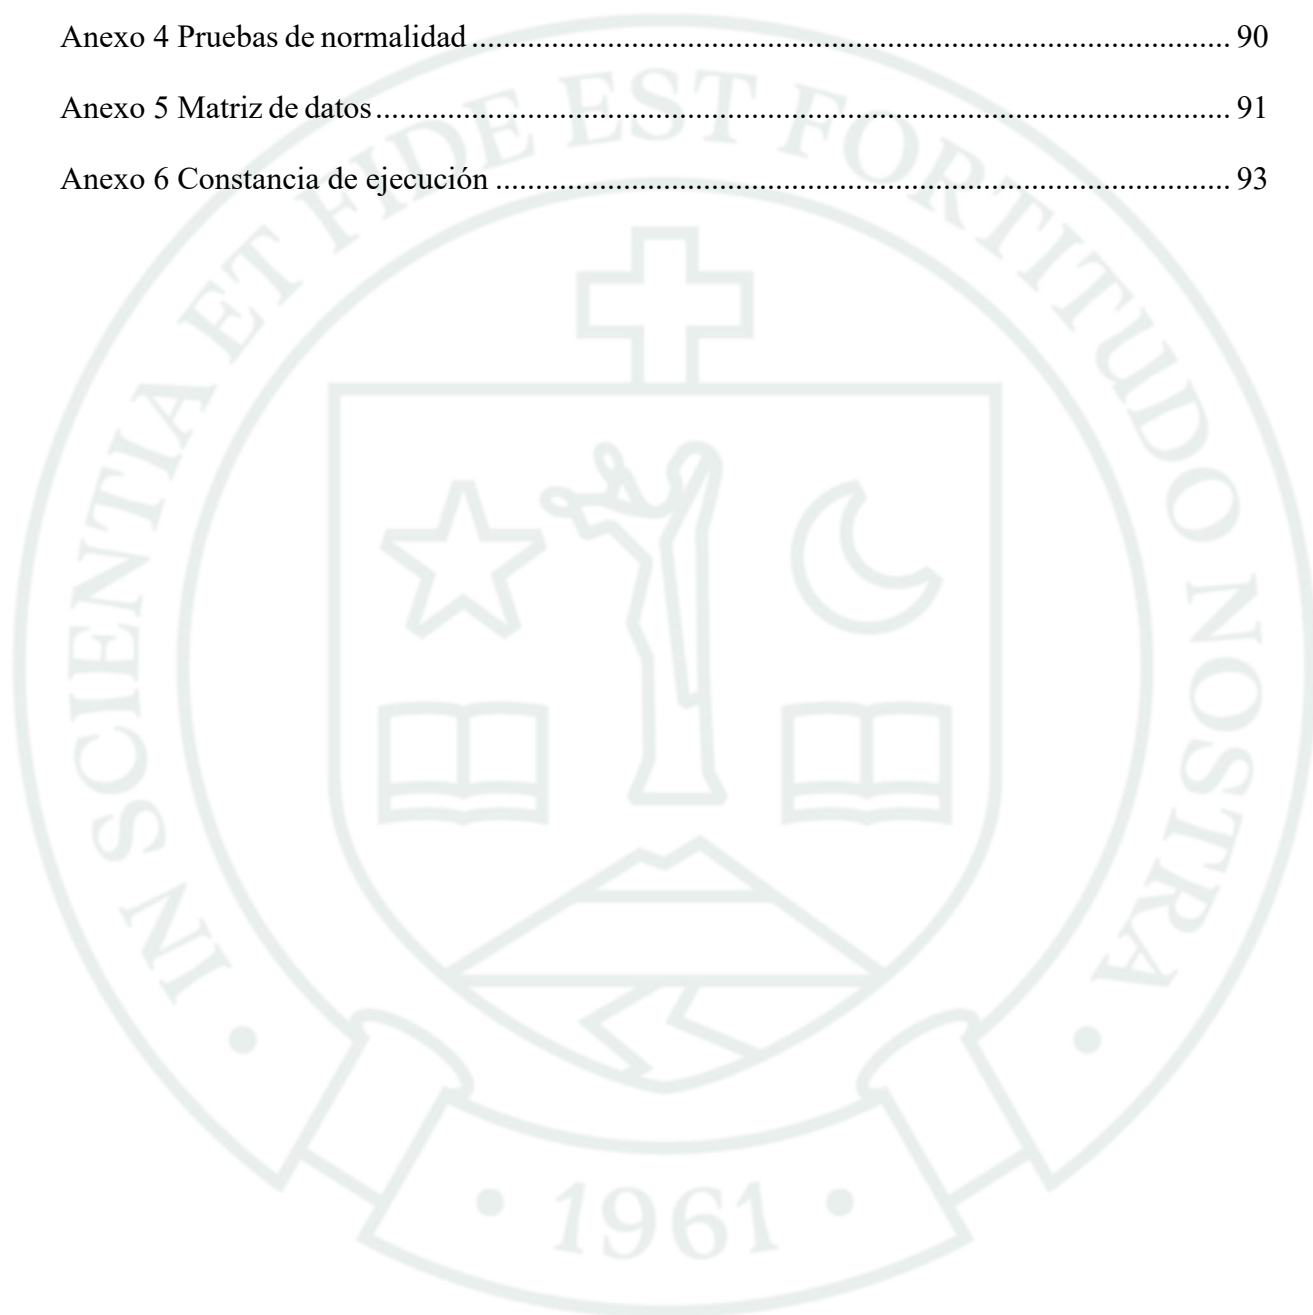 Anexo 4 Pruebas de normalidad ........................................................................................... 90
Anexo 5 Matriz de datos ....................................................................................................... 91
Anexo 6 Constancia de ejecución ........................................................................................ 93
• IN SCIENTIA ET FIDE EST FORTITUDO NOSTRA •
• 1961 •